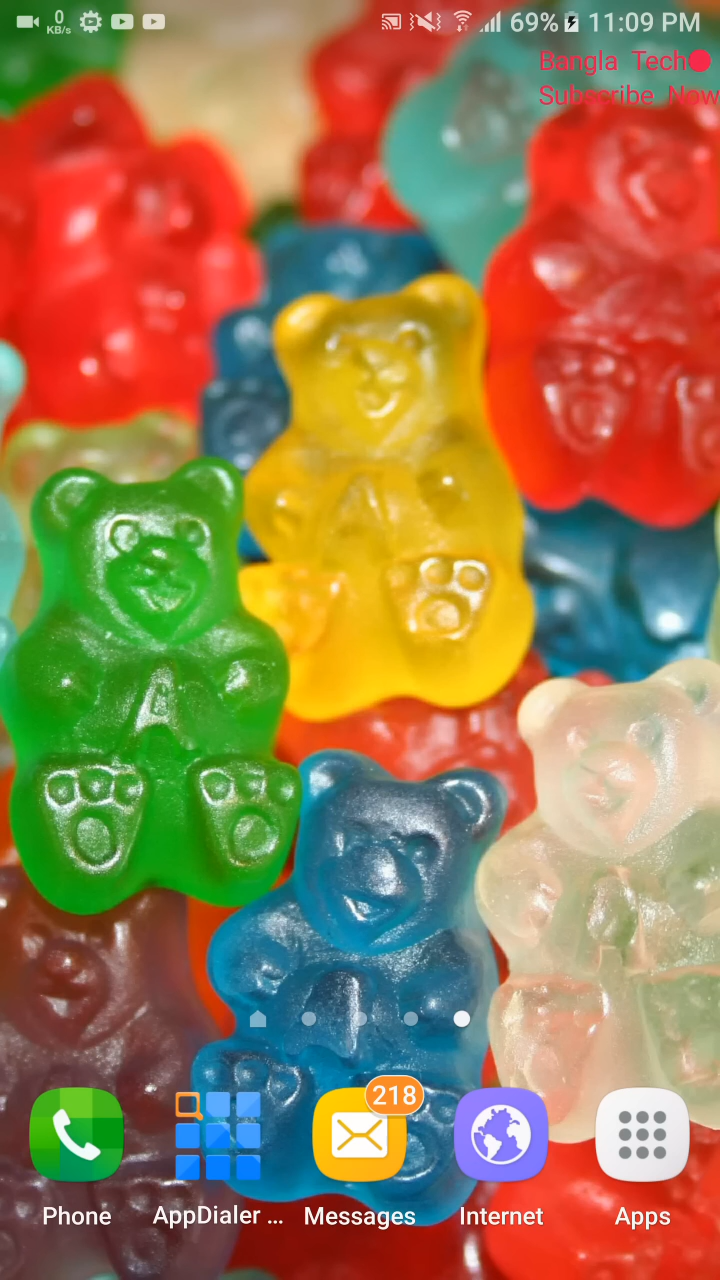 0
KB/s
69% 11:09 PM
Bangla Tech
Subscribe Now
218
Phone AppDialer ... Messages Internet Apps